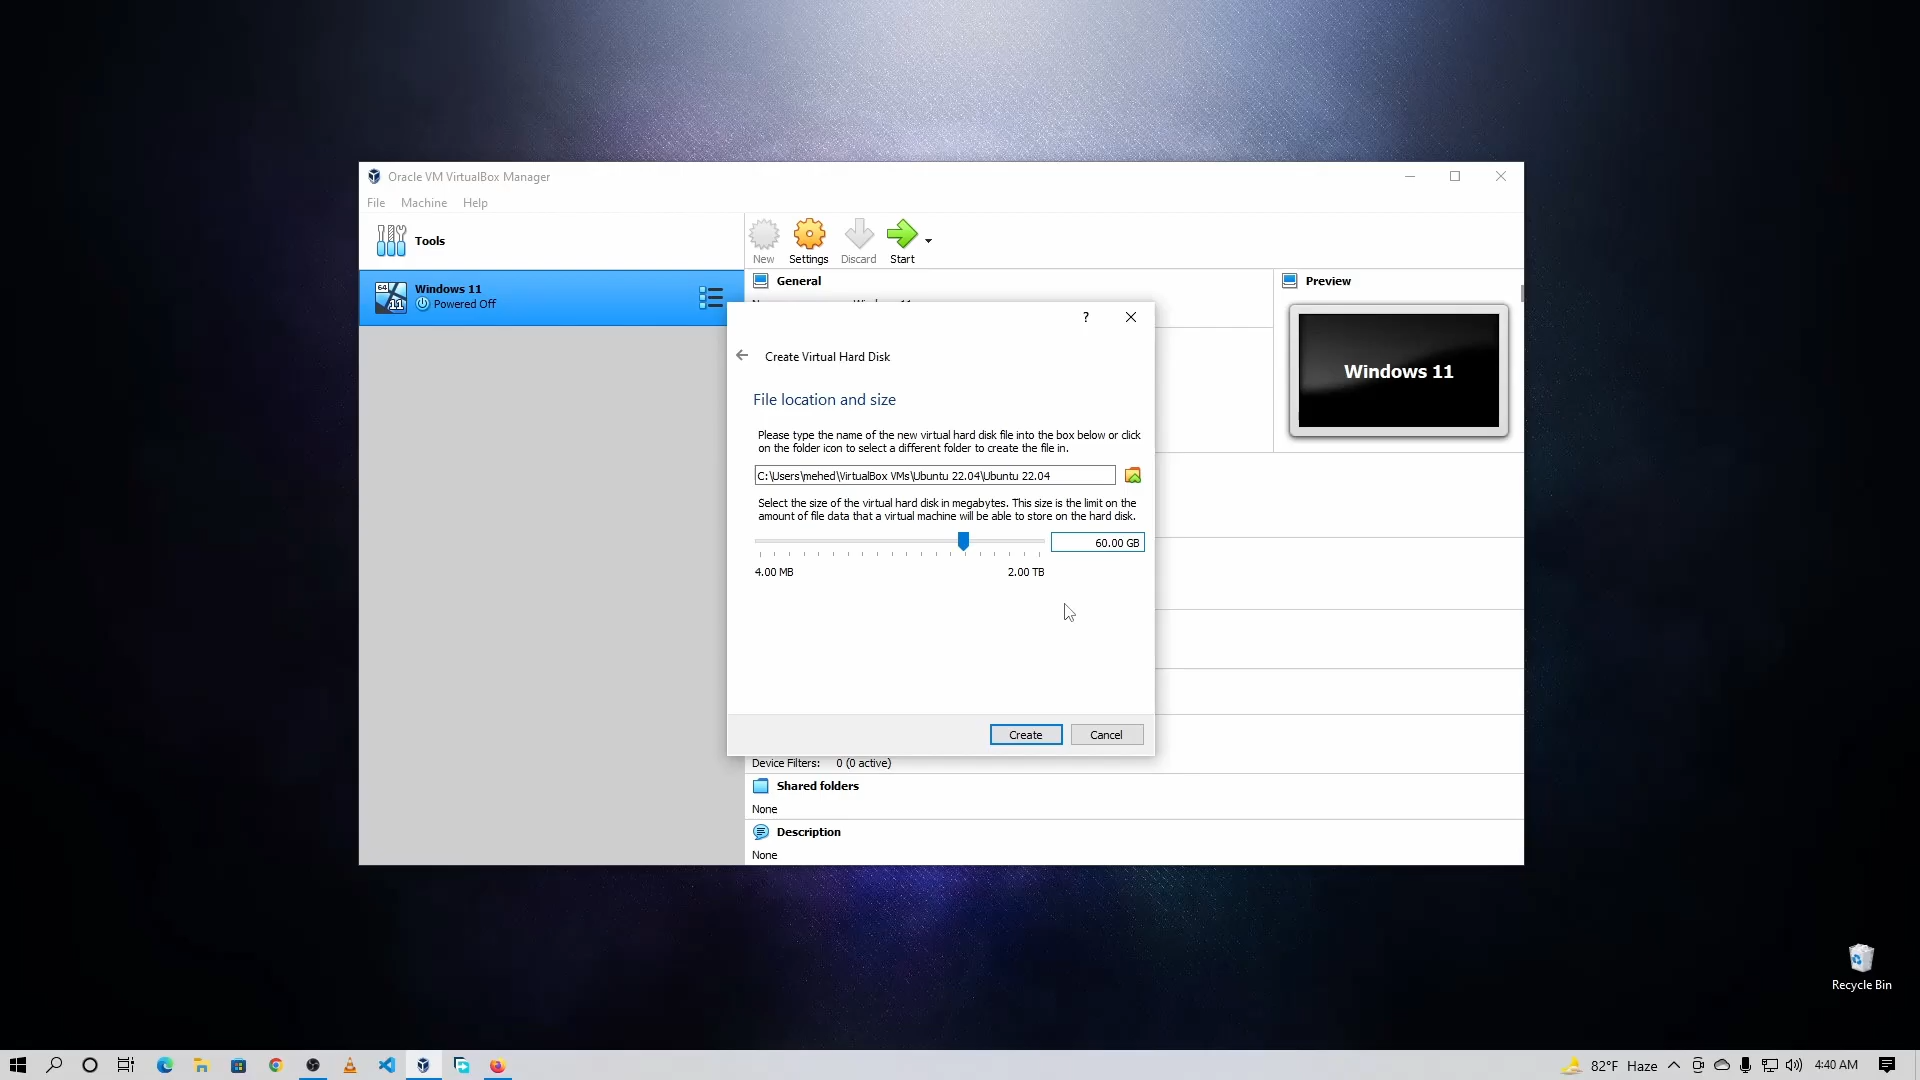 Oracle VM VirtualBox Manager
File Machine Help
Tools
New Settings Discard Start
64
11
Windows 11
Powered Off
General
Preview
Windows 11
?
Create Virtual Hard Disk
File location and size
Please type the name of the new virtual hard disk file into the box below or click
on the folder icon to select a different folder to create the file in.
C:\Users\mehed\VirtualBox VMs\Ubuntu 22.04\Ubuntu 22.04
Select the size of the virtual hard disk in megabytes. This size is the limit on the
amount of file data that a virtual machine will be able to store on the hard disk.
60.00 GB
4.00 MB 2.00 TB
Create Cancel
Device Filters: 0 (0 active)
Shared folders
None
Description
None
Recycle Bin
82°F Haze 4:40 AM